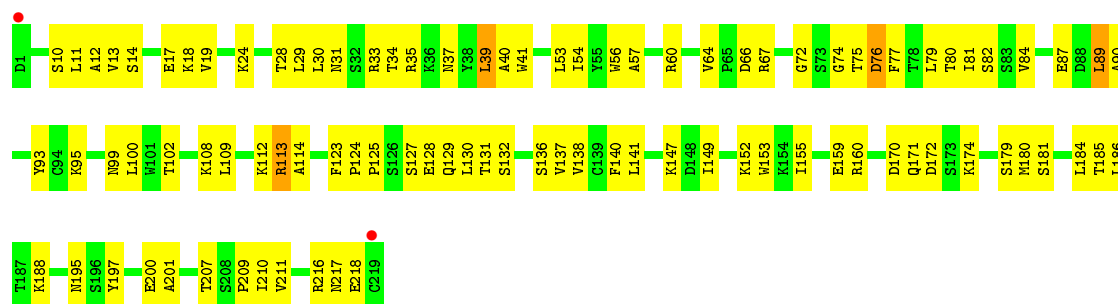 D1 S10 L11 A12 V13 S14 E17 K18 V19 K24 T28 L29 L30 N31 S32 R33 T34 R35 K36 N37 Y38 L39 A40 W41 L53 I54 Y55 W56 A57 R60 V64 P65 D66 R67 G72 S73 G74 T75 D76 F77 T78 L79 T80 I81 S82 S83 V84 E87 D88 L89 A90
Y93 C94 K95 N99 L100 W101 T102 K108 L109 K112 R113 A114 F123 P124 P125 S126 S127 E128 Q129 L130 T131 S132 S136 V137 V138 C139 F140 L141 K147 D148 I149 K152 W153 K154 I155 E159 R160 D170 Q171 D172 S173 K174 S179 M180 S181 L184 T185 L186
T187 K188 N195 S196 Y197 E200 A201 T207 S208 P209 I210 V211 R216 N217 E218 C219